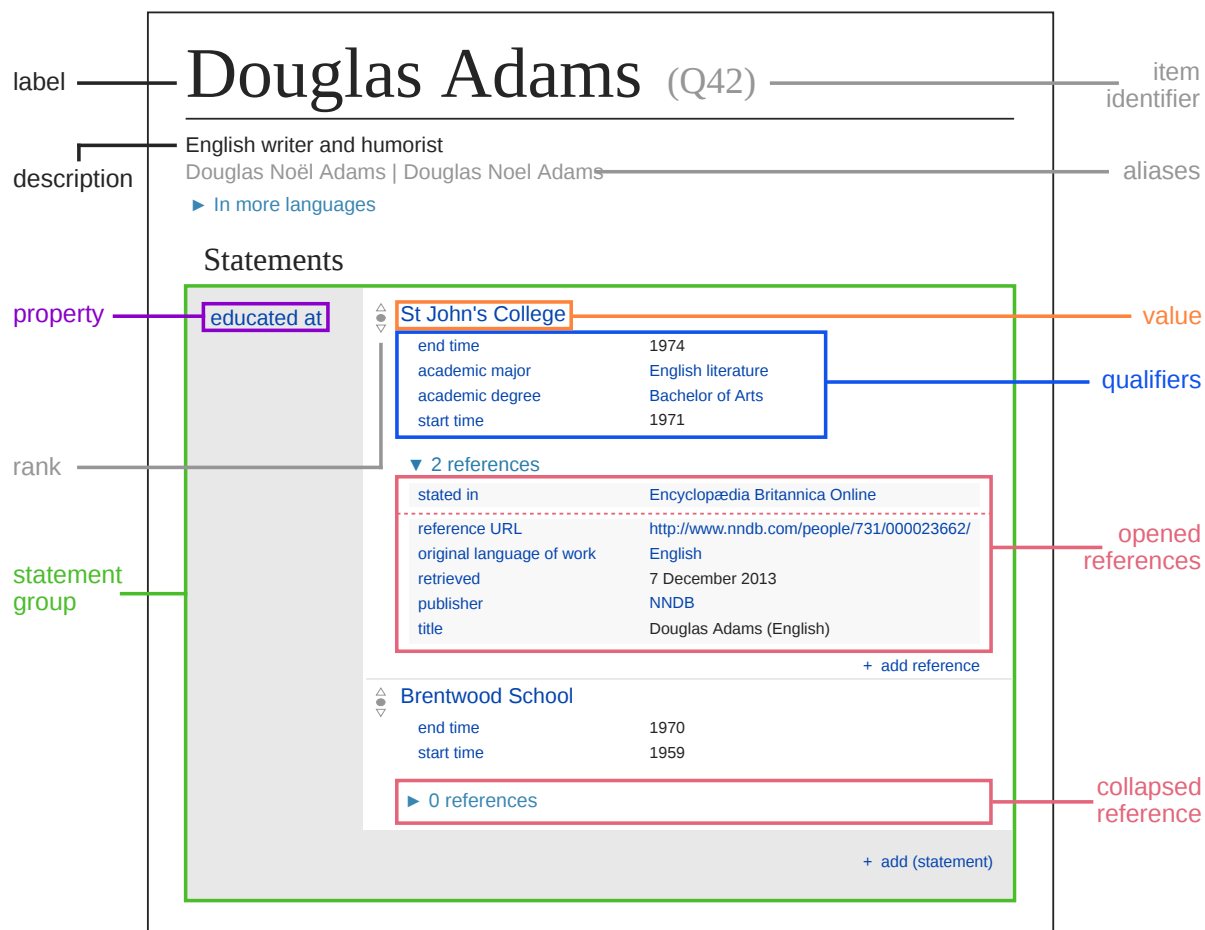 label
Douglas Adams (Q42)
item
identifier
description
English writer and humorist
Douglas Noël Adams | Douglas Noel Adams
aliases
► In more languages
Statements
property
educated at
St John's College
value
end time 1974
academic major English literature
academic degree Bachelor of Arts
start time 1971
qualifiers
rank
▼ 2 references
stated in Encyclopædia Britannica Online
reference URL http://www.nndb.com/people/731/000023662/
original language of work English
retrieved 7 December 2013
publisher NNDB
title Douglas Adams (English)
opened
references
statement
group
+ add reference
Brentwood School
end time 1970
start time 1959
► 0 references
collapsed
reference
+ add (statement)